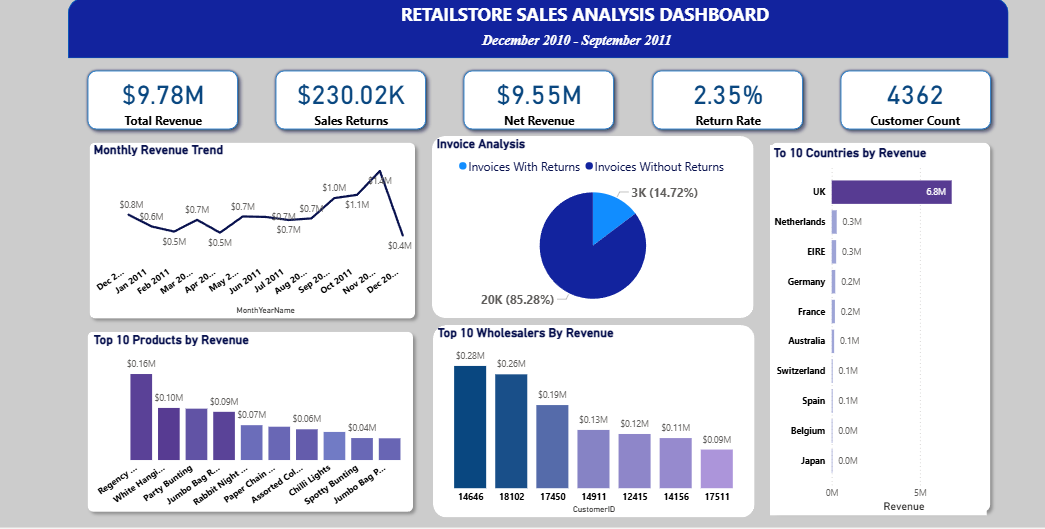 RETAILSTORE SALES ANALYSIS DASHBOARD
December 2010 - September 2011
$9.78M
Total Revenue
$230.02K
Sales Returns
$9.55M
Net Revenue
2.35%
Return Rate
4362
Customer Count
Monthly Revenue Trend
$0.8M
$0.6M
$0.5M
$0.7M
$0.5M
$0.7M
$0.7M
$0.7M
$0.7M
$1.0M
$1.1M
$1.4M
$0.4M
Dec 2...
Jan 2011
Feb 2011
Mar 20...
Apr 20...
May 2...
Jun 2011
Jul 2011
Aug 20...
Sep 20...
Oct 2011
Nov 20...
Dec 20...
MonthYearName
Invoice Analysis
Invoices With Returns
Invoices Without Returns
3K (14.72%)
20K (85.28%)
To 10 Countries by Revenue
UK
6.8M
Netherlands
0.3M
EIRE
0.3M
Germany
0.2M
France
0.2M
Australia
0.1M
Switzerland
0.1M
Spain
0.1M
Belgium
0.0M
Japan
0.0M
0M
5M
Revenue
Top 10 Products by Revenue
$0.16M
$0.10M
$0.09M
$0.07M
$0.06M
$0.04M
Regency ...
White Hangi...
Party Bunting
Jumbo Bag R...
Rabbit Night ...
Paper Chain ...
Assorted Col...
Chilli Lights
Spotty Bunting
Jumbo Bag P...
Top 10 Wholesalers By Revenue
$0.28M
$0.26M
$0.19M
$0.13M
$0.12M
$0.11M
$0.09M
14646
18102
17450
14911
12415
14156
17511
CustomerID